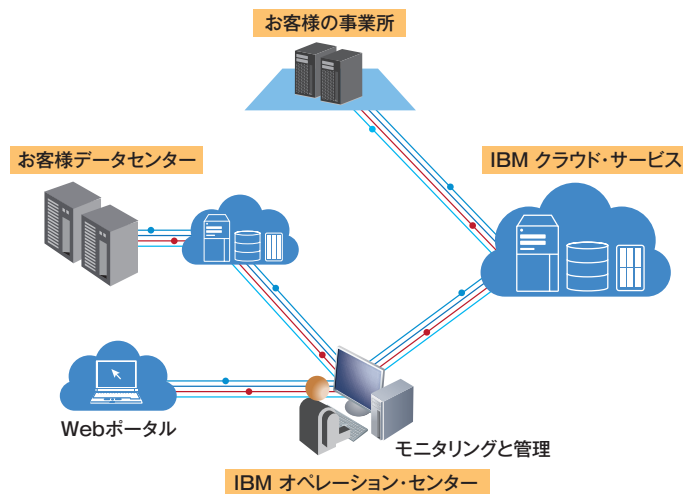 お客様の事業所
お客様データセンター
IBM クラウド・サービス
Webポータル
モニタリングと管理
IBM オペレーション・センター